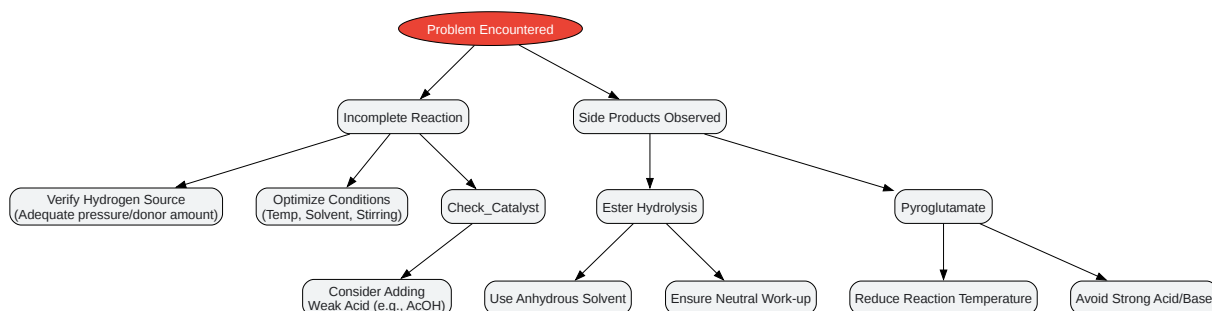 Problem Encountered
Incomplete Reaction
Side Products Observed
Verify Hydrogen Source
(Adequate pressure/donor amount)
Optimize Conditions
(Temp, Solvent, Stirring)
Check_Catalyst
Ester Hydrolysis
Pyroglutamate
Consider Adding
Weak Acid (e.g., AcOH)
Use Anhydrous Solvent
Ensure Neutral Work-up
Reduce Reaction Temperature
Avoid Strong Acid/Base